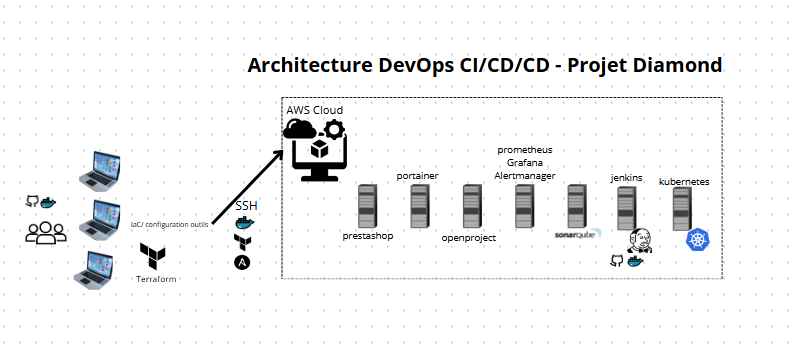 Architecture DevOps CI/CD/CD - Projet Diamond
AWS Cloud
prometheus
Grafana
Alertmanager
portainer
jenkins
kubernetes
prestashop
openproject
sonarqube
SSH
IaC/ configuration outils
Terraform
A